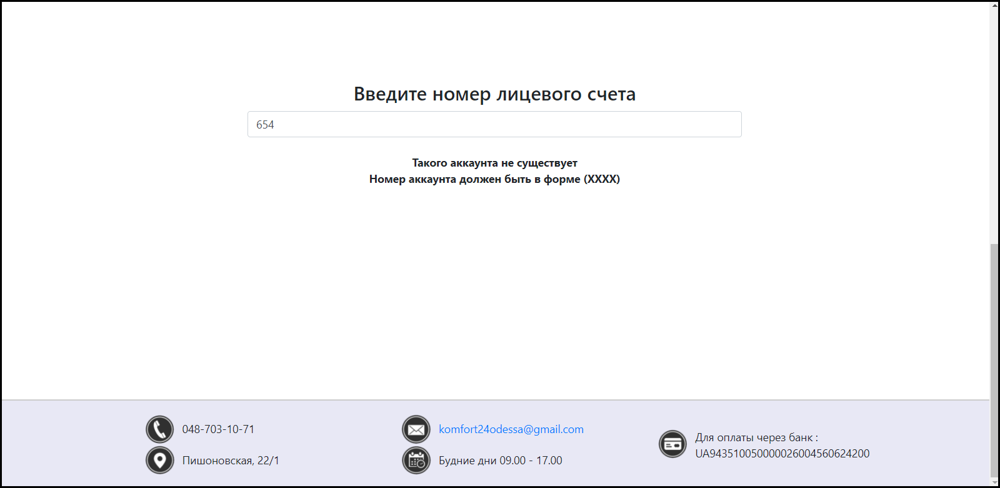 Введите номер лицевого счета
654
Такого аккаунта не существует
Номер аккаунта должен быть в форме (XXXX)
048-703-10-71
Пишоновская, 22/1
komfort24odessa@gmail.com
Будние дни 09.00 - 17.00
Для оплаты через банк :
UA943510050000026004560624200